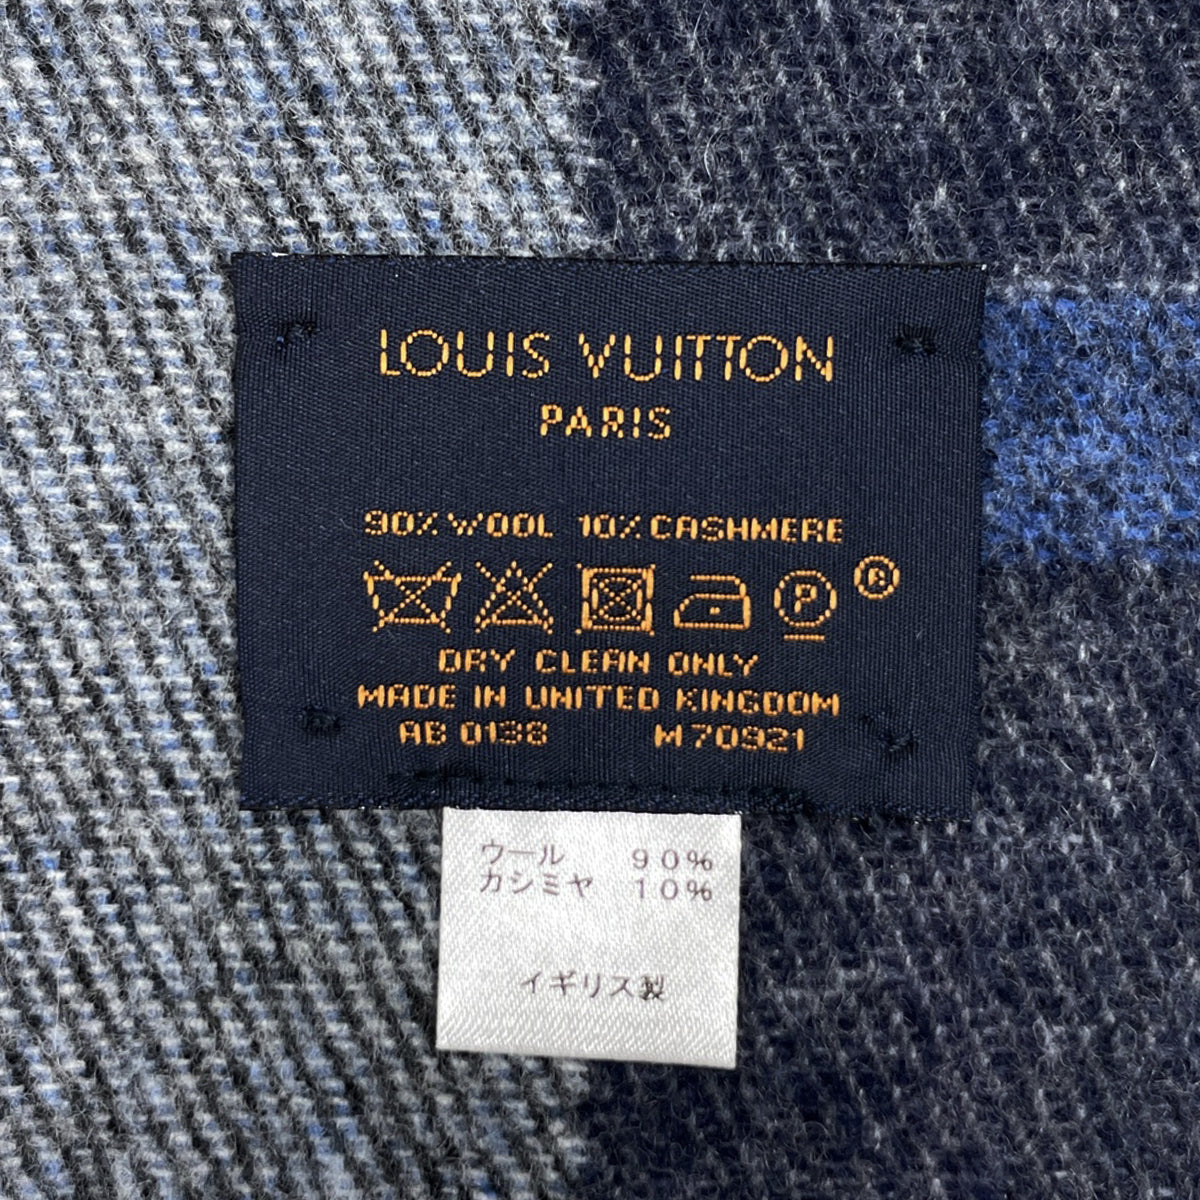 LOUIS VUITTON
PARIS
90% WOOL 10% CASHMERE
P ®
DRY CLEAN ONLY
MADE IN UNITED KINGDOM
AB 0138 M70921
ウール 90%
カシミヤ 10%
イギリス製